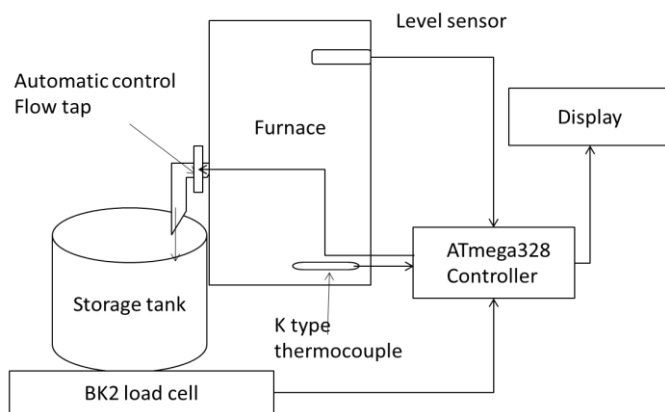 Level sensor
Automatic control
Flow tap
Furnace
Display
ATmega328
Controller
Storage tank
K type
thermocouple
BK2 load cell